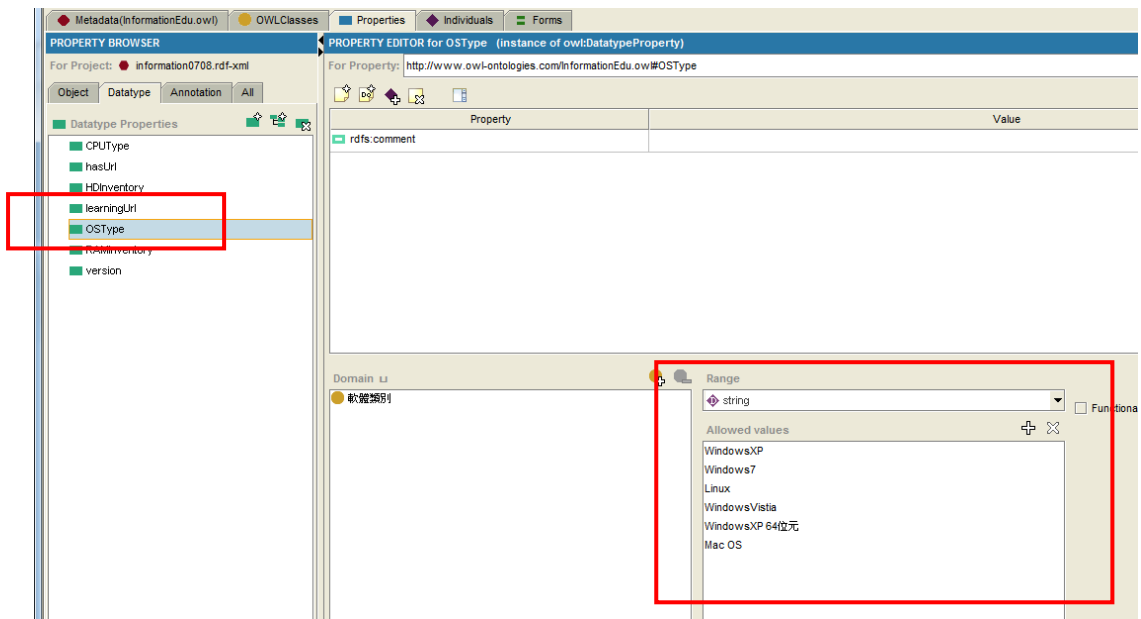 Metadata(InformationEdu.owl) OWLClasses Properties Individuals Forms
PROPERTY BROWSER
For Project: information0708.rdf-xml
Object Datatype Annotation All
Datatype Properties
CPUType
hasUrl
HDInventory
learningUrl
OSType
RAMInventory
version
PROPERTY EDITOR for OSType (instance of owl:DatatypeProperty)
For Property: http://www.owl-ontologies.com/InformationEdu.owl#OSType
Property Value
rdfs:comment
Domain ⊔
軟體類別
Range
string
Functiona
Allowed values
WindowsXP
Windows7
Linux
WindowsVistia
WindowsXP 64位元
Mac OS